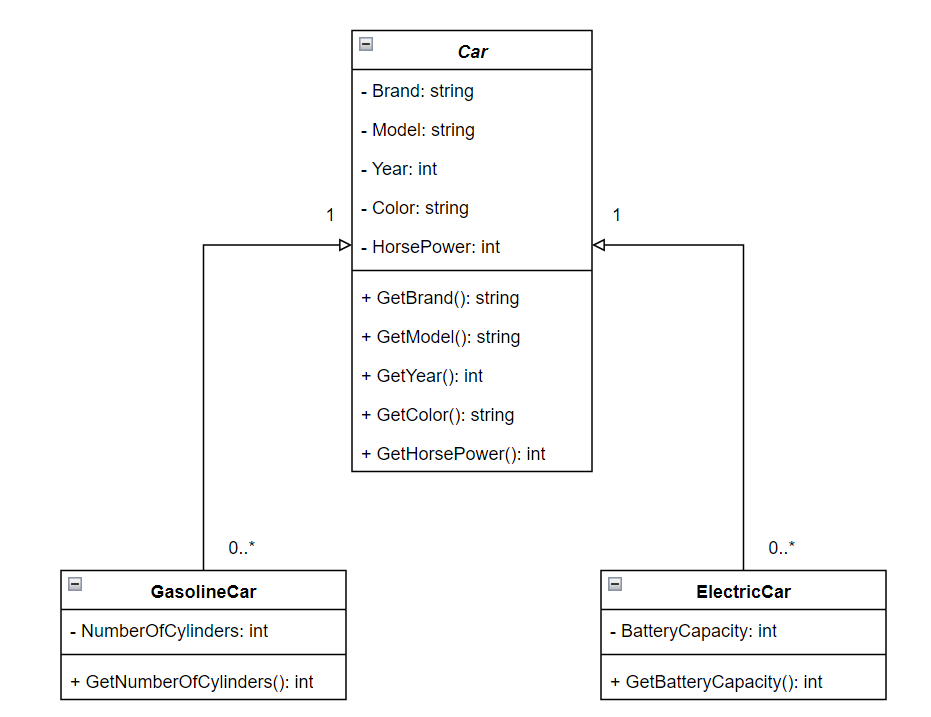 Car
- Brand: string
- Model: string
- Year: int
- Color: string
- HorsePower: int
+ GetBrand(): string
+ GetModel(): string
+ GetYear(): int
+ GetColor(): string
+ GetHorsePower(): int
1
1
0..*
0..*
GasolineCar
- NumberOfCylinders: int
+ GetNumberOfCylinders(): int
ElectricCar
- BatteryCapacity: int
+ GetBatteryCapacity(): int